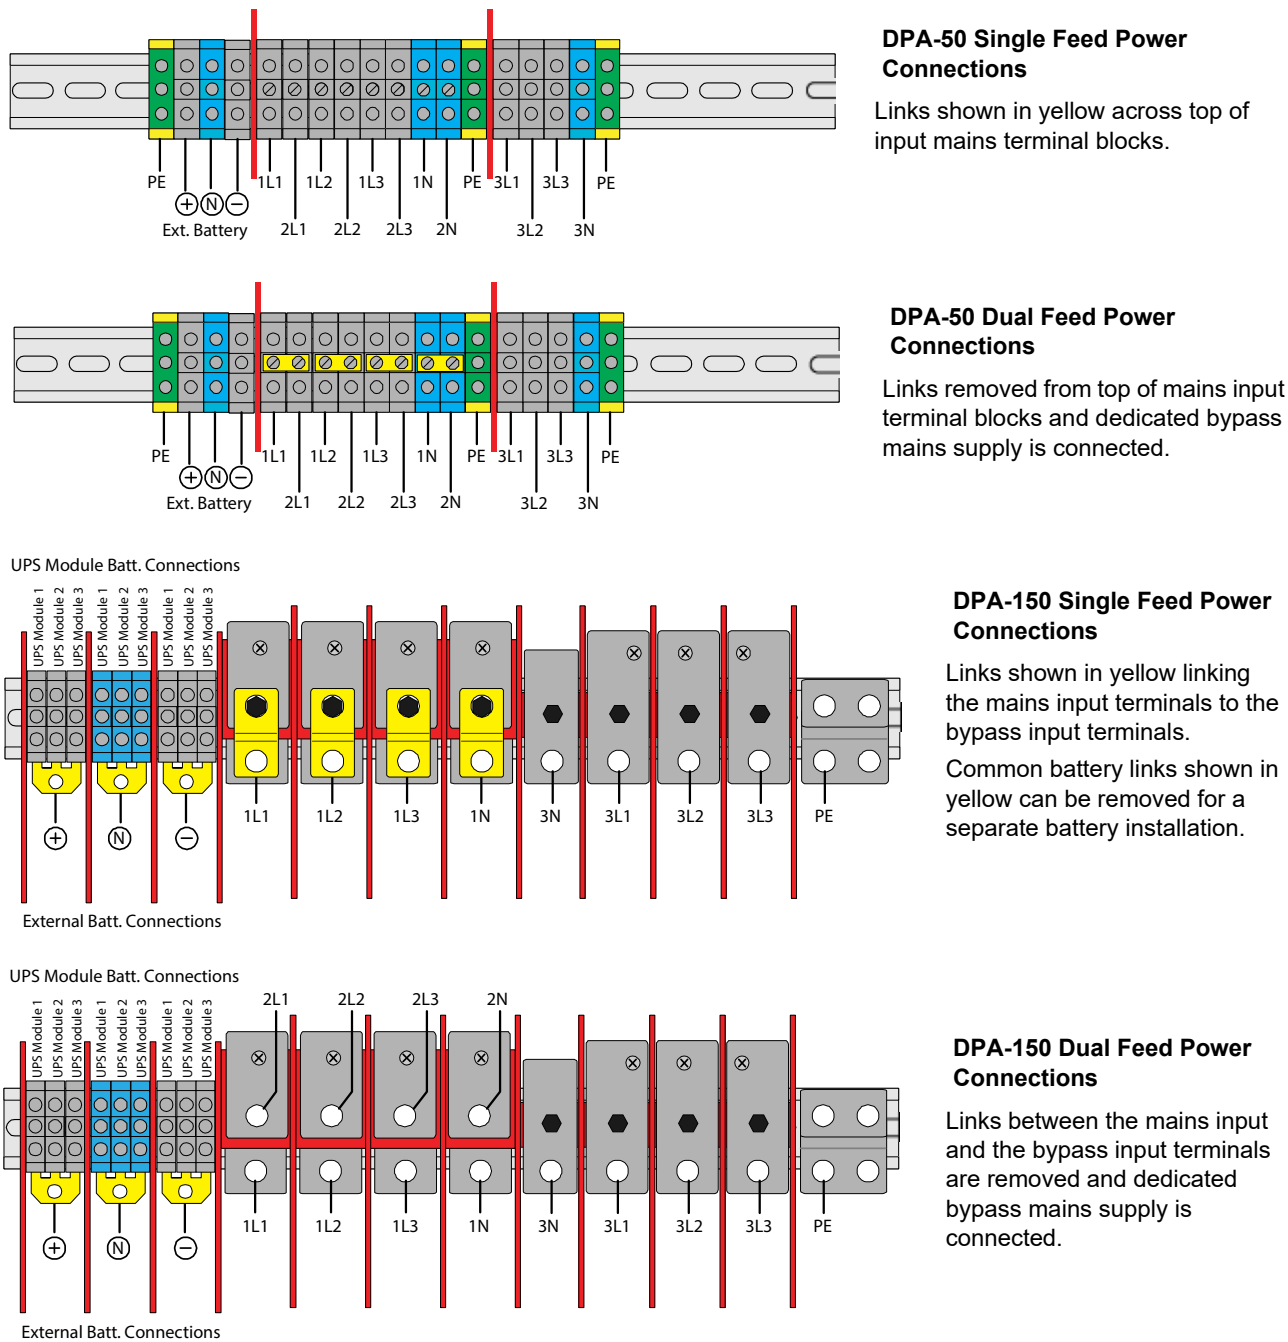 DPA-50 Single Feed Power
Connections
Links shown in yellow across top of
input mains terminal blocks.
PE 1L1 1L2 1L3 1N PE 3L1 3L3 PE
+ N −
Ext. Battery 2L1 2L2 2L3 2N 3L2 3N
DPA-50 Dual Feed Power
Connections
Links removed from top of mains input
terminal blocks and dedicated bypass
mains supply is connected.
PE 1L1 1L2 1L3 1N PE 3L1 3L3 PE
+ N −
Ext. Battery 2L1 2L2 2L3 2N 3L2 3N
UPS Module Batt. Connections
UPS Module 1
UPS Module 2
UPS Module 3
UPS Module 1
UPS Module 2
UPS Module 3
UPS Module 1
UPS Module 2
UPS Module 3
DPA-150 Single Feed Power
Connections
Links shown in yellow linking
the mains input terminals to the
bypass input terminals.
Common battery links shown in
yellow can be removed for a
separate battery installation.
1L1 1L2 1L3 1N 3N 3L1 3L2 3L3 PE
+ N −
External Batt. Connections
UPS Module Batt. Connections
UPS Module 1
UPS Module 2
UPS Module 3
UPS Module 1
UPS Module 2
UPS Module 3
UPS Module 1
UPS Module 2
UPS Module 3
2L1 2L2 2L3 2N
DPA-150 Dual Feed Power
Connections
Links between the mains input
and the bypass input terminals
are removed and dedicated
bypass mains supply is
connected.
1L1 1L2 1L3 1N 3N 3L1 3L2 3L3 PE
+ N −
External Batt. Connections